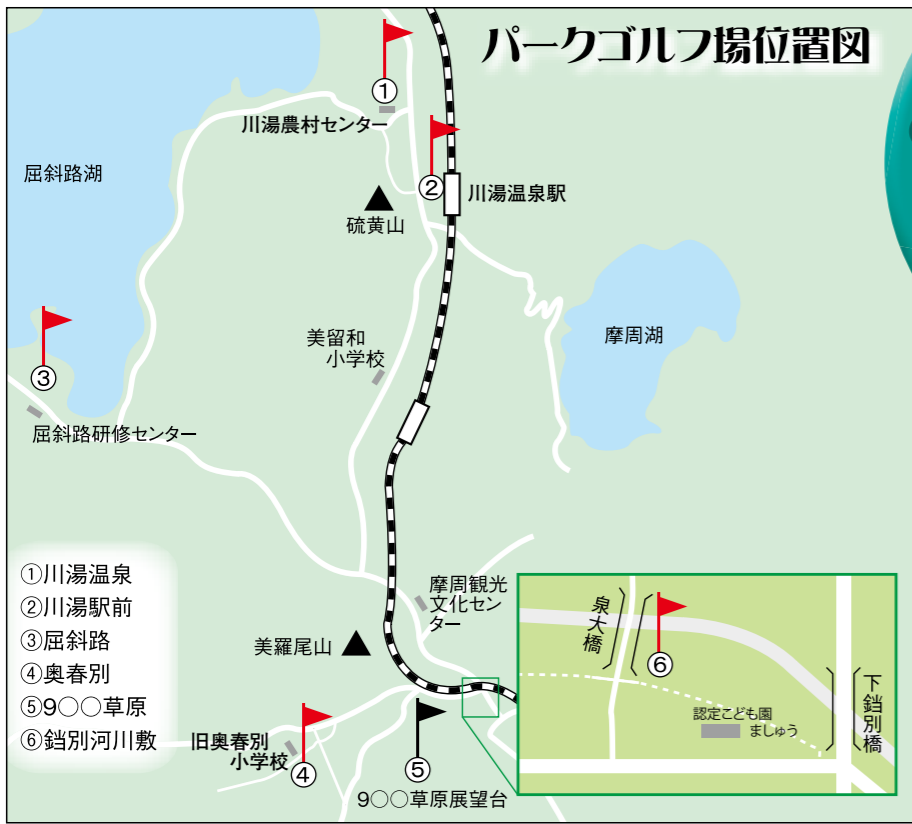 パークゴルフ場位置図
①
川湯農村センター
屈斜路湖
②
川湯温泉駅
硫黄山
摩周湖
美留和
小学校
③
屈斜路研修センター
①川湯温泉
②川湯駅前
③屈斜路
④奥春別
⑤9○○草原
⑥鐺別河川敷
摩周観光
文化セン
ター
美羅尾山
旧奥春別
小学校
④
⑤
9○○草原展望台
泉大橋
⑥
認定こども園
ましゅう
下鐺別橋